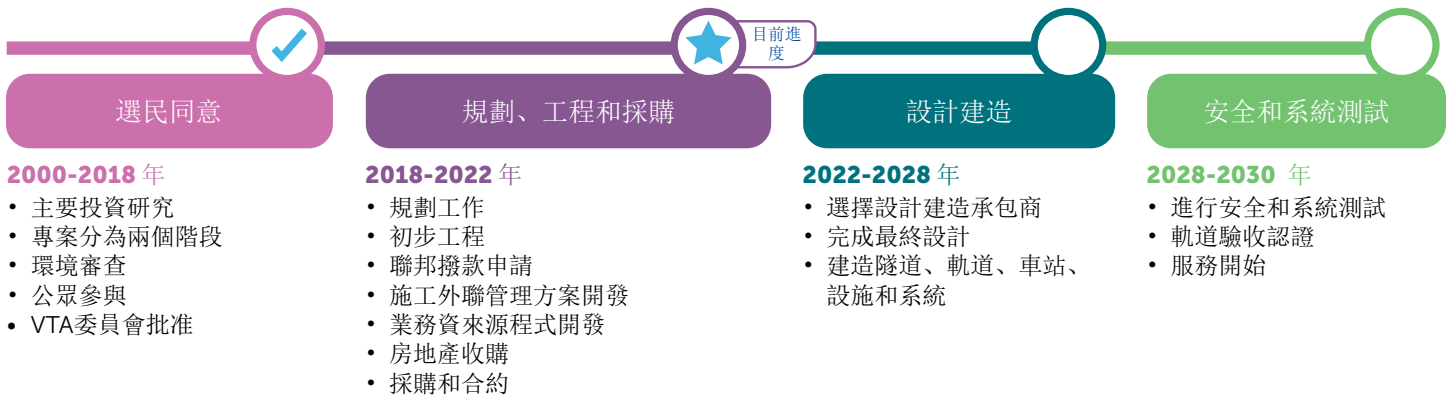 目前進
度
選民同意
規劃、工程和採購
設計建造
安全和系統測試
2000-2018 年
• 主要投資研究
• 專案分為兩個階段
• 環境審查
• 公眾參與
• VTA委員會批准
2018-2022 年
• 規劃工作
• 初步工程
• 聯邦撥款申請
• 施工外聯管理方案開發
• 業務資來源程式開發
• 房地產收購
• 採購和合約
2022-2028 年
• 選擇設計建造承包商
• 完成最終設計
• 建造隧道、軌道、車站、
設施和系統
2028-2030 年
• 進行安全和系統測試
• 軌道驗收認證
• 服務開始